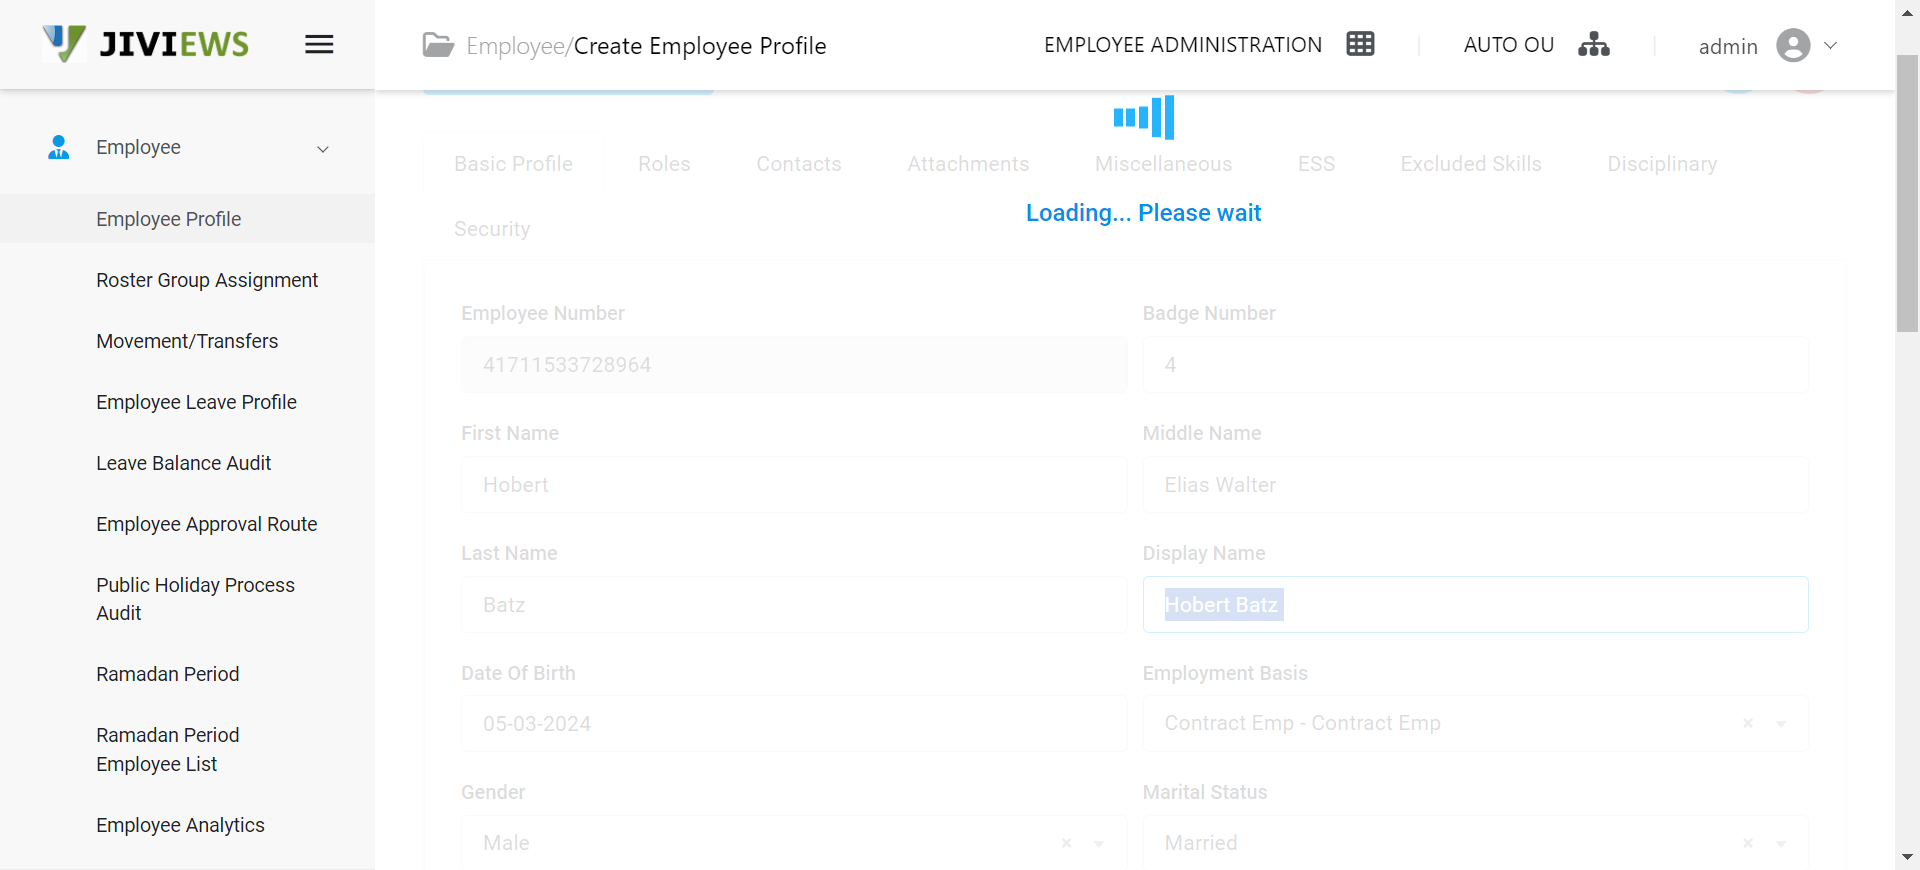 JIVIEWS
Employee/Create Employee Profile
EMPLOYEE ADMINISTRATION
AUTO OU
admin
Employee
Employee Profile
Roster Group Assignment
Movement/Transfers
Employee Leave Profile
Leave Balance Audit
Employee Approval Route
Public Holiday Process
Audit
Ramadan Period
Ramadan Period
Employee List
Employee Analytics
Basic Profile Roles Contacts Attachments Miscellaneous ESS Excluded Skills Disciplinary
Loading... Please wait
Security
Employee Number Badge Number
41711533728964 4
First Name Middle Name
Hobert Elias Walter
Last Name Display Name
Batz Hobert Batz
Date Of Birth Employment Basis
05-03-2024 Contract Emp - Contract Emp
Gender Marital Status
Male Married